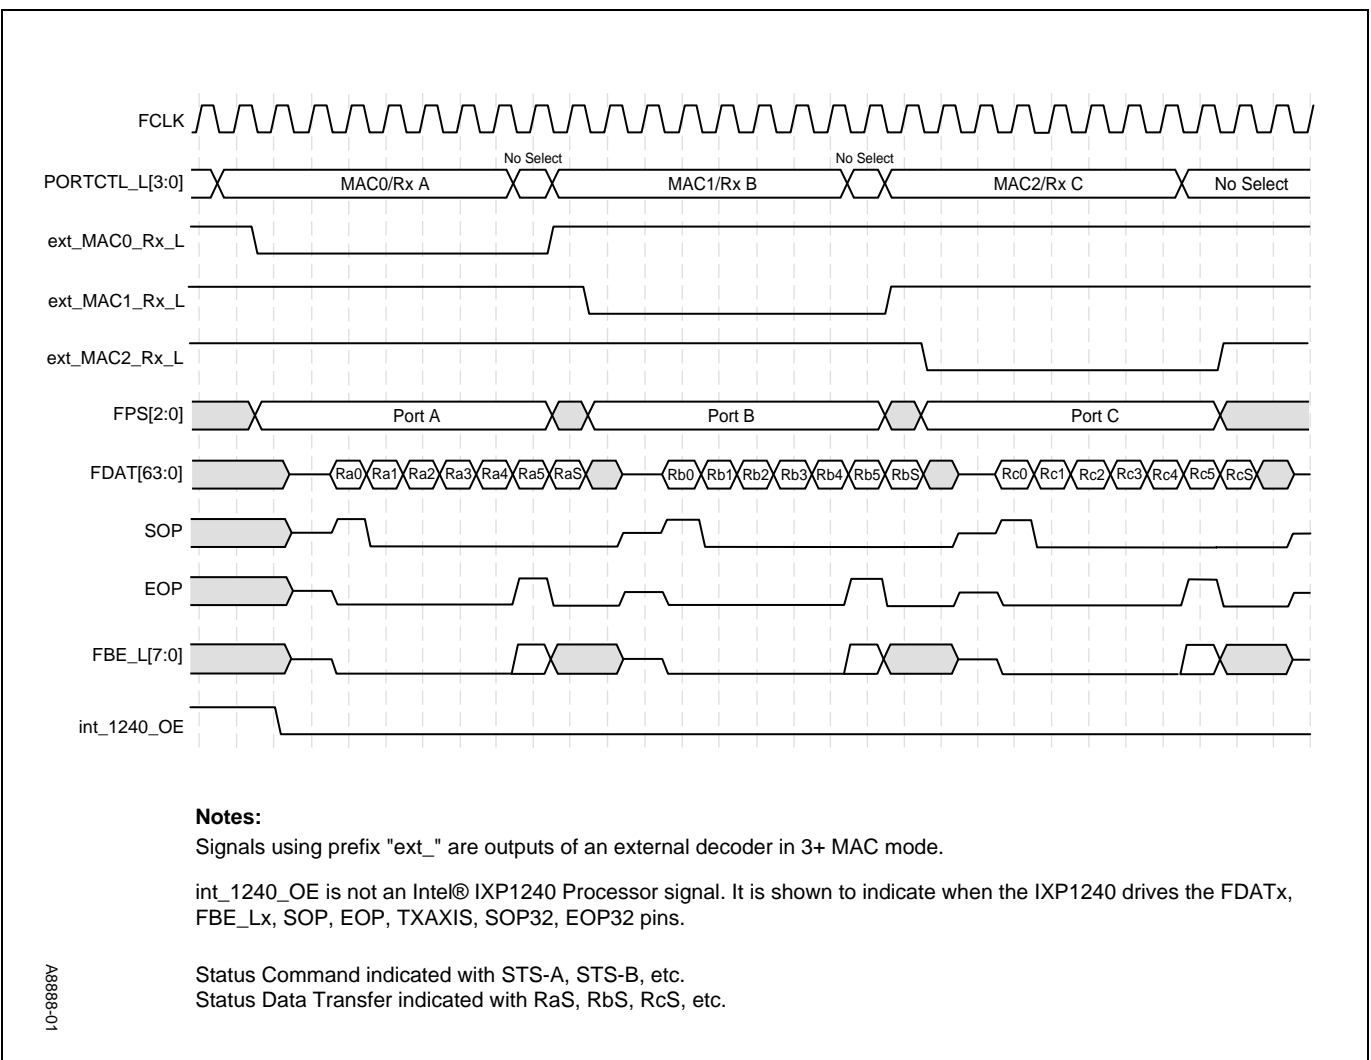 FCLK
No Select No Select
PORTCTL_L[3:0] MAC0/Rx A MAC1/Rx B MAC2/Rx C No Select
ext_MAC0_Rx_L
ext_MAC1_Rx_L
ext_MAC2_Rx_L
FPS[2:0] Port A Port B Port C
FDAT[63:0] Ra0 Ra1 Ra2 Ra3 Ra4 Ra5 RaS Rb0 Rb1 Rb2 Rb3 Rb4 Rb5 RbS Rc0 Rc1 Rc2 Rc3 Rc4 Rc5 RcS
SOP
EOP
FBE_L[7:0]
int_1240_OE
Notes:
Signals using prefix "ext_" are outputs of an external decoder in 3+ MAC mode.
int_1240_OE is not an Intel® IXP1240 Processor signal. It is shown to indicate when the IXP1240 drives the FDATx,
FBE_Lx, SOP, EOP, TXAXIS, SOP32, EOP32 pins.
Status Command indicated with STS-A, STS-B, etc.
Status Data Transfer indicated with RaS, RbS, RcS, etc.
A8888-01